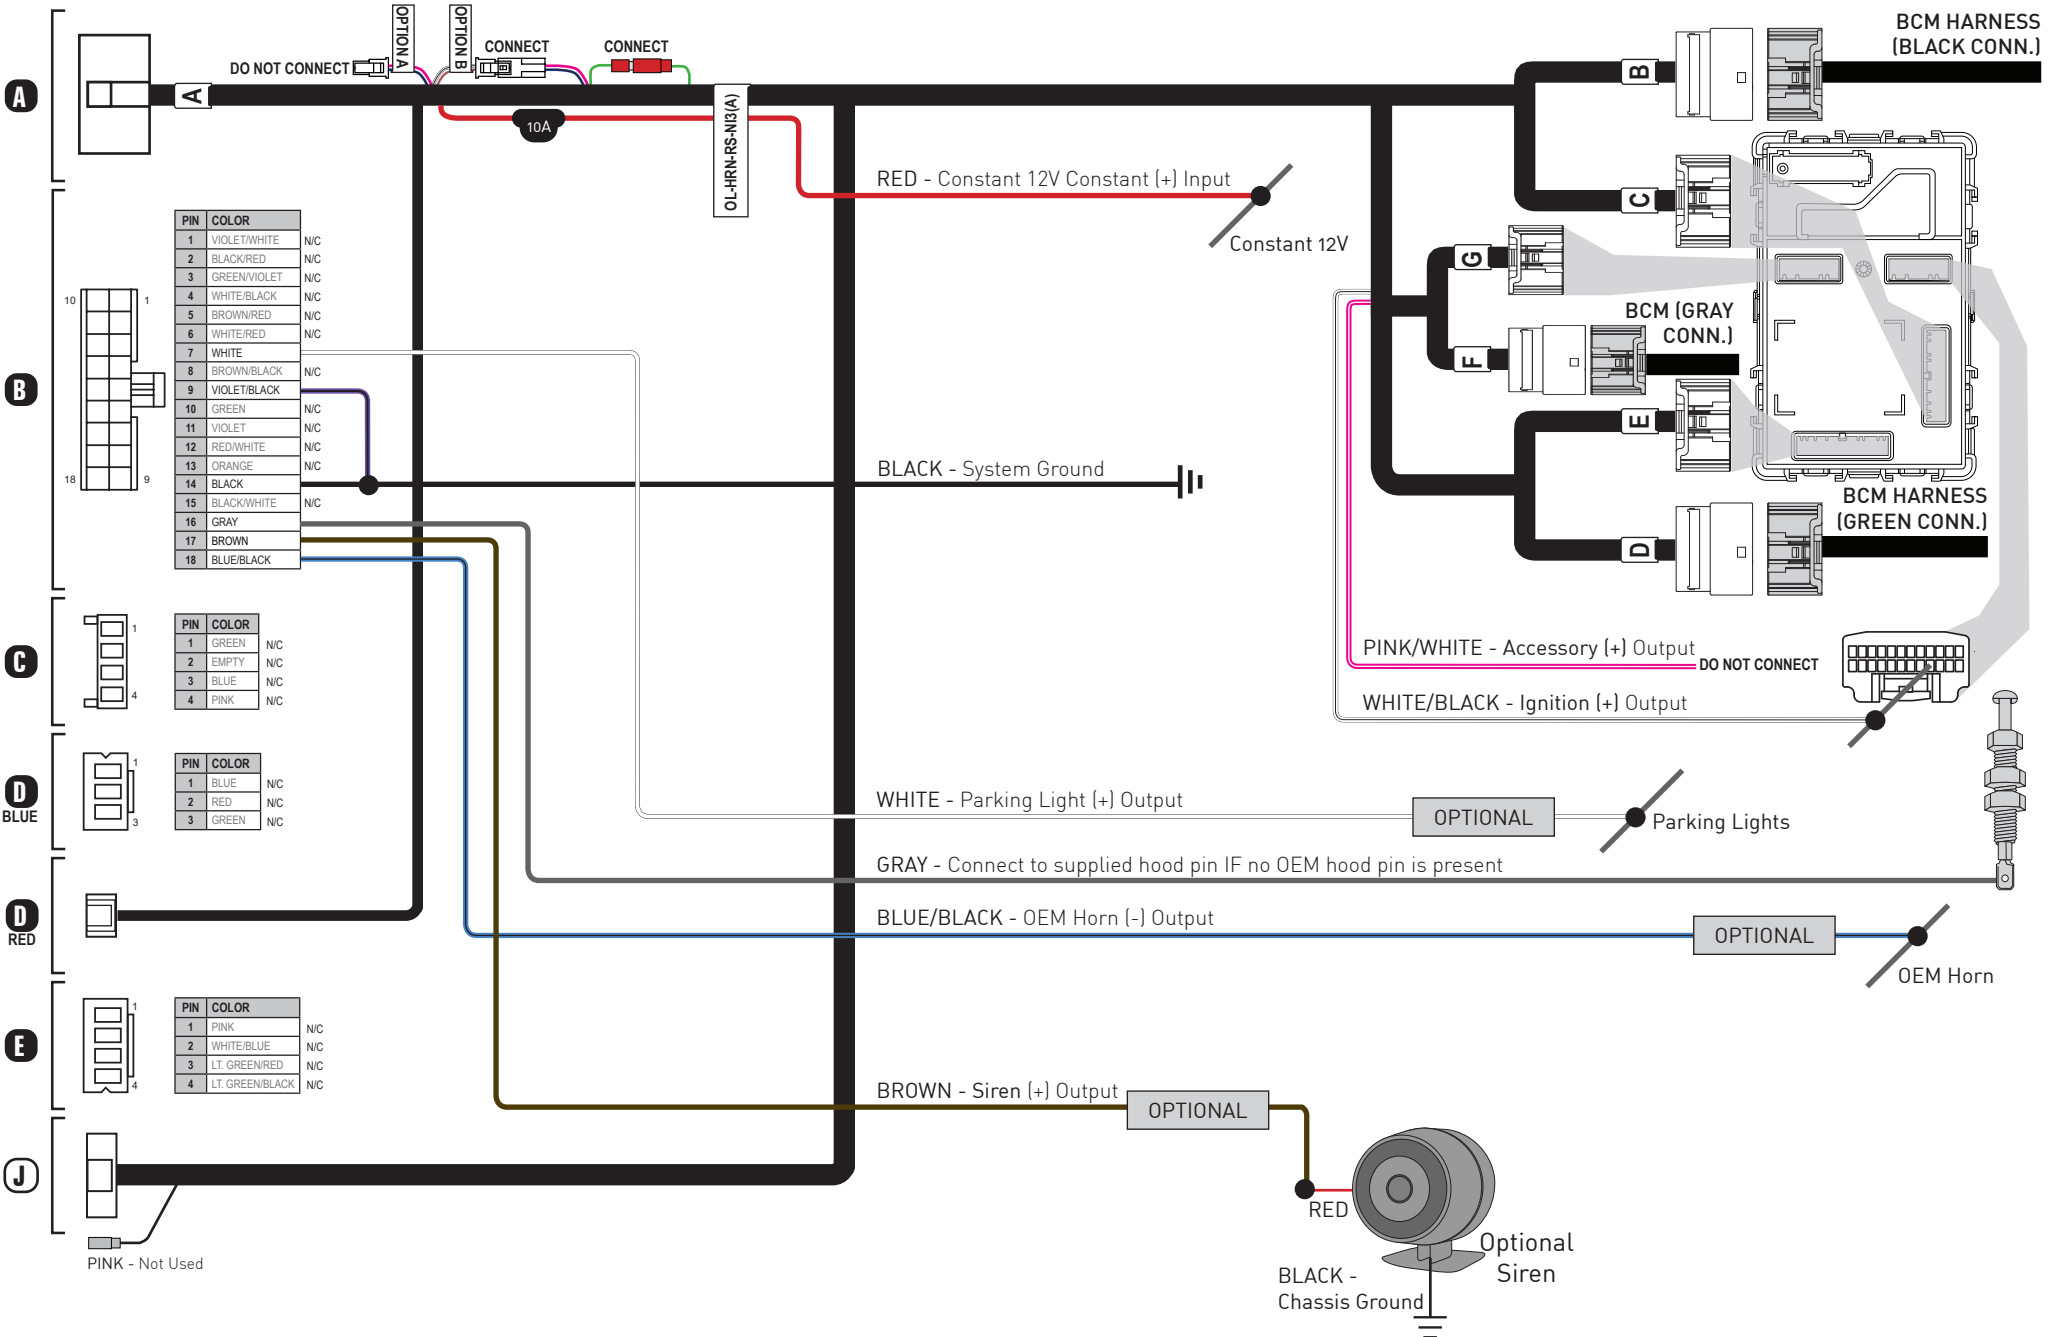 A
DO NOT CONNECT
OPTION A
OPTION B
CONNECT
CONNECT
A
10A
OL-HRN-RS-NI3(A)
RED - Constant 12V Constant (+) Input
Constant 12V
BCM HARNESS
(BLACK CONN.)
B
C
G
BCM (GRAY
CONN.)
F
E
D
BCM HARNESS
(GREEN CONN.)
B
10 1
18 9
PIN COLOR
1 VIOLET/WHITE N/C
2 BLACK/RED N/C
3 GREEN/VIOLET N/C
4 WHITE/BLACK N/C
5 BROWN/RED N/C
6 WHITE/RED N/C
7 WHITE
8 BROWN/BLACK N/C
9 VIOLET/BLACK
10 GREEN N/C
11 VIOLET N/C
12 RED/WHITE N/C
13 ORANGE N/C
14 BLACK
15 BLACK/WHITE N/C
16 GRAY
17 BROWN
18 BLUE/BLACK
BLACK - System Ground
C
1
4
PIN COLOR
1 GREEN N/C
2 EMPTY N/C
3 BLUE N/C
4 PINK N/C
PINK/WHITE - Accessory (+) Output
DO NOT CONNECT
WHITE/BLACK - Ignition (+) Output
D
BLUE
1
3
PIN COLOR
1 BLUE N/C
2 RED N/C
3 GREEN N/C
WHITE - Parking Light (+) Output
OPTIONAL
Parking Lights
GRAY - Connect to supplied hood pin IF no OEM hood pin is present
D
RED
BLUE/BLACK - OEM Horn (-) Output
OPTIONAL
OEM Horn
E
1
4
PIN COLOR
1 PINK N/C
2 WHITE/BLUE N/C
3 LT. GREEN/RED N/C
4 LT. GREEN/BLACK N/C
BROWN - Siren (+) Output
OPTIONAL
J
PINK - Not Used
RED
Optional
Siren
BLACK -
Chassis Ground